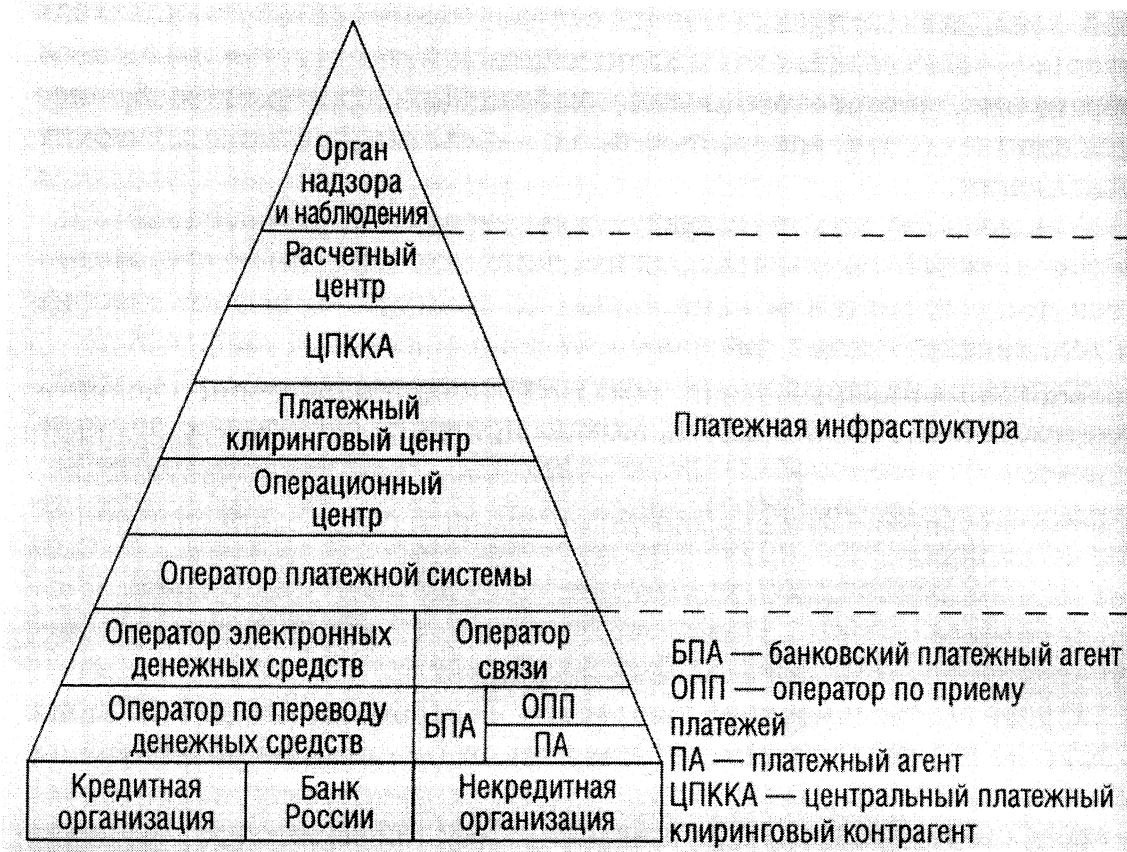 Орган
надзора
и наблюдения
Расчетный
центр
ЦПККА
Платежный
клиринговый центр
Операционный
центр
Оператор платежной системы
Платежная инфраструктура
Оператор электронных
денежных средств
Оператор
связи
Оператор по переводу
денежных средств
БПА
ОПП
ПА
Кредитная
организация
Банк
России
Некредитная
организация
БПА — банковский платежный агент
ОПП — оператор по приему
платежей
ПА — платежный агент
ЦПККА — центральный платежный
клиринговый контрагент